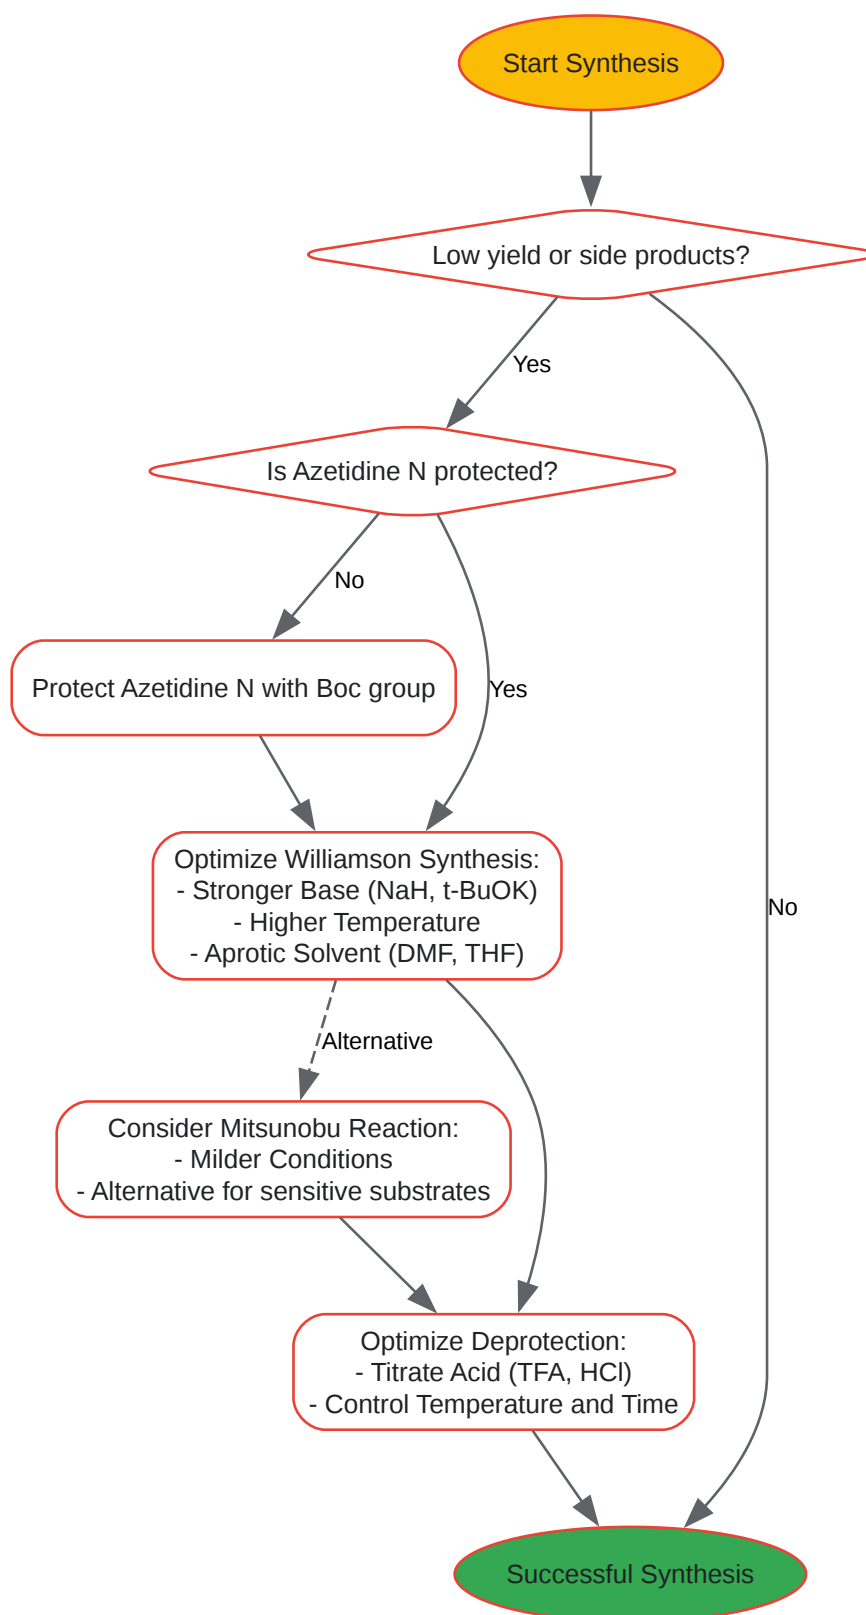 Start Synthesis
Low yield or side products?
Yes
Is Azetidine N protected?
No
Protect Azetidine N with Boc group
Yes
Optimize Williamson Synthesis:
- Stronger Base (NaH, t-BuOK)
- Higher Temperature
- Aprotic Solvent (DMF, THF)
No
Alternative
Consider Mitsunobu Reaction:
- Milder Conditions
- Alternative for sensitive substrates
Optimize Deprotection:
- Titrate Acid (TFA, HCl)
- Control Temperature and Time
Successful Synthesis